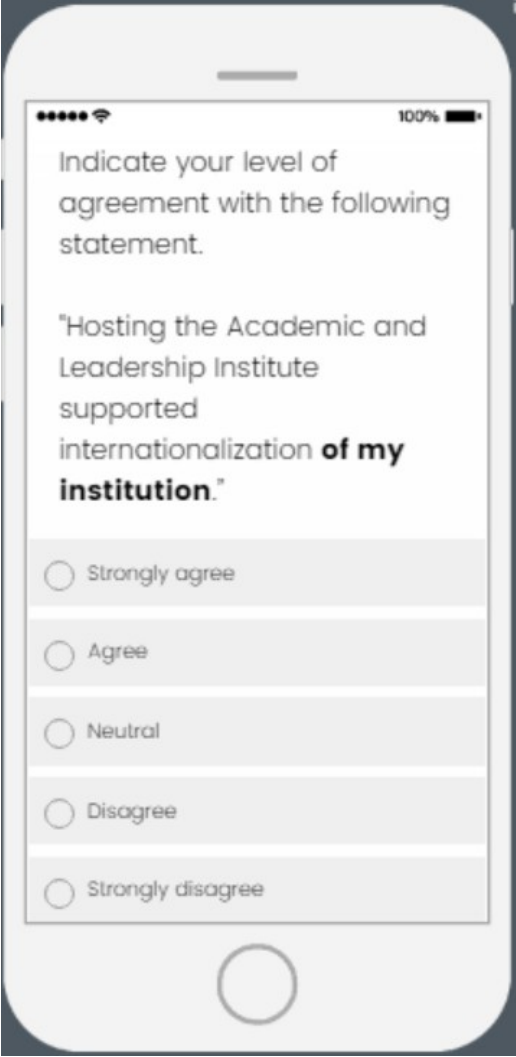 100%
Indicate your level of
agreement with the following
statement.
"Hosting the Academic and
Leadership Institute
supported
internationalization of my
institution."
Strongly agree
Agree
Neutral
Disagree
Strongly disagree